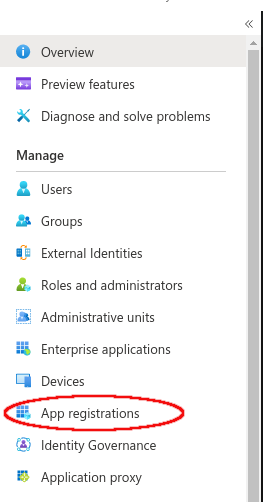 «
Overview
Preview features
Diagnose and solve problems
Manage
Users
Groups
External Identities
Roles and administrators
Administrative units
Enterprise applications
Devices
App registrations
Identity Governance
Application proxy